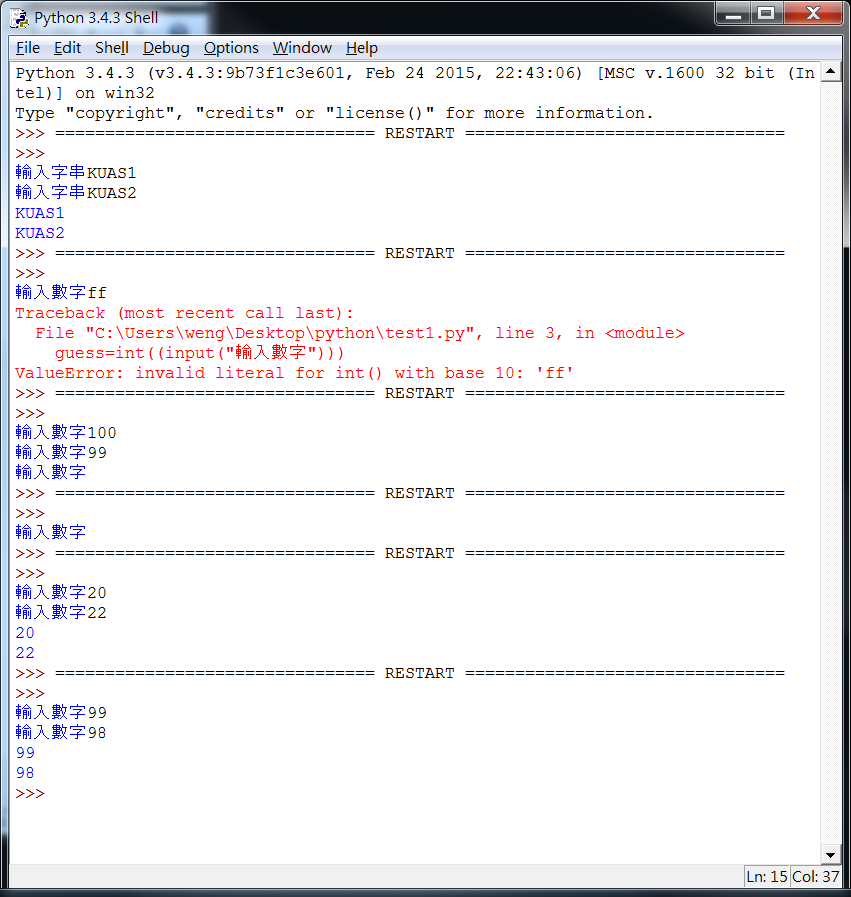 Python 3.4.3 Shell
File Edit Shell Debug Options Window Help
Python 3.4.3 (v3.4.3:9b73f1c3e601, Feb 24 2015, 22:43:06) [MSC v.1600 32 bit (In
tel)] on win32
Type "copyright", "credits" or "license()" for more information.
>>> ================================ RESTART ================================
>>>
輸入字串KUAS1
輸入字串KUAS2
KUAS1
KUAS2
>>> ================================ RESTART ================================
>>>
輸入數字ff
Traceback (most recent call last):
  File "C:\Users\weng\Desktop\python\test1.py", line 3, in <module>
    guess=int((input("輸入數字")))
ValueError: invalid literal for int() with base 10: 'ff'
>>> ================================ RESTART ================================
>>>
輸入數字100
輸入數字99
輸入數字
>>> ================================ RESTART ================================
>>>
輸入數字
>>> ================================ RESTART ================================
>>>
輸入數字20
輸入數字22
20
22
>>> ================================ RESTART ================================
>>>
輸入數字99
輸入數字98
99
98
>>>
Ln: 15 Col: 37